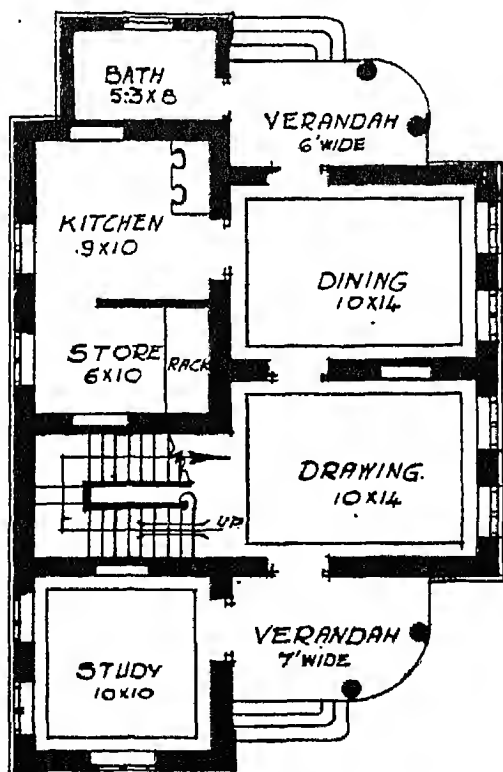 BATH
5:3X8
VERANDAH
6'WIDE
KITCHEN
.9X10
DINING
10X14
STORE
6X10
RACK
DRAWING.
10X14
UP
VERANDAH
7'WIDE
STUDY
10X10